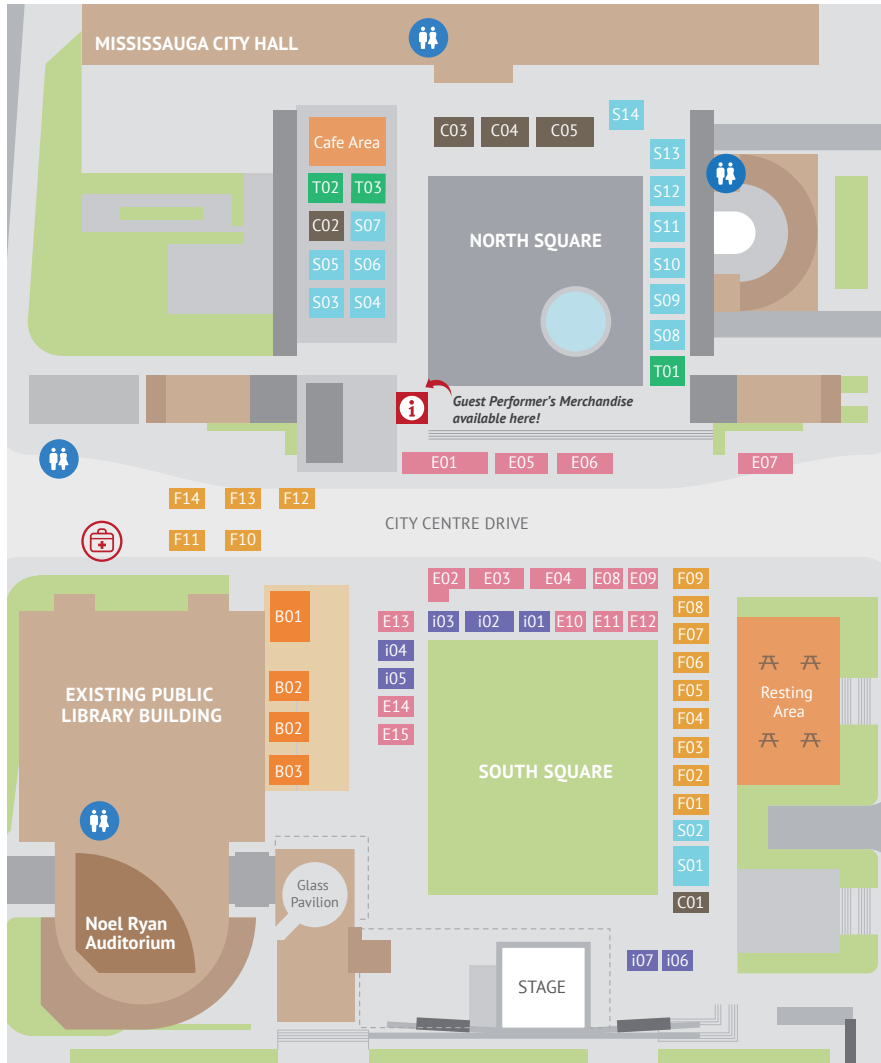 MISSISSAUGA CITY HALL
S14
C03 C04 C05
Cafe Area
S13
T02 T03
S12
C02 S07
S11
NORTH SQUARE
S05 S06
S10
S03 S04
S09
S08
T01
i
Guest Performer's Merchandise
available here!
E01 E05 E06 E07
F14 F13 F12
CITY CENTRE DRIVE
F11 F10
E02 E03 E04 E08 E09 F09
F08
B01
E13 i03 i02 i01 E10 E11 E12
F07
i04
F06
i05
B02
F05
EXISTING PUBLIC
LIBRARY BUILDING
Resting
Area
E14
F04
B02
E15
F03
B03
SOUTH SQUARE
F02
F01
S02
S01
Glass
Pavilion
C01
Noel Ryan
Auditorium
i07 i06
STAGE